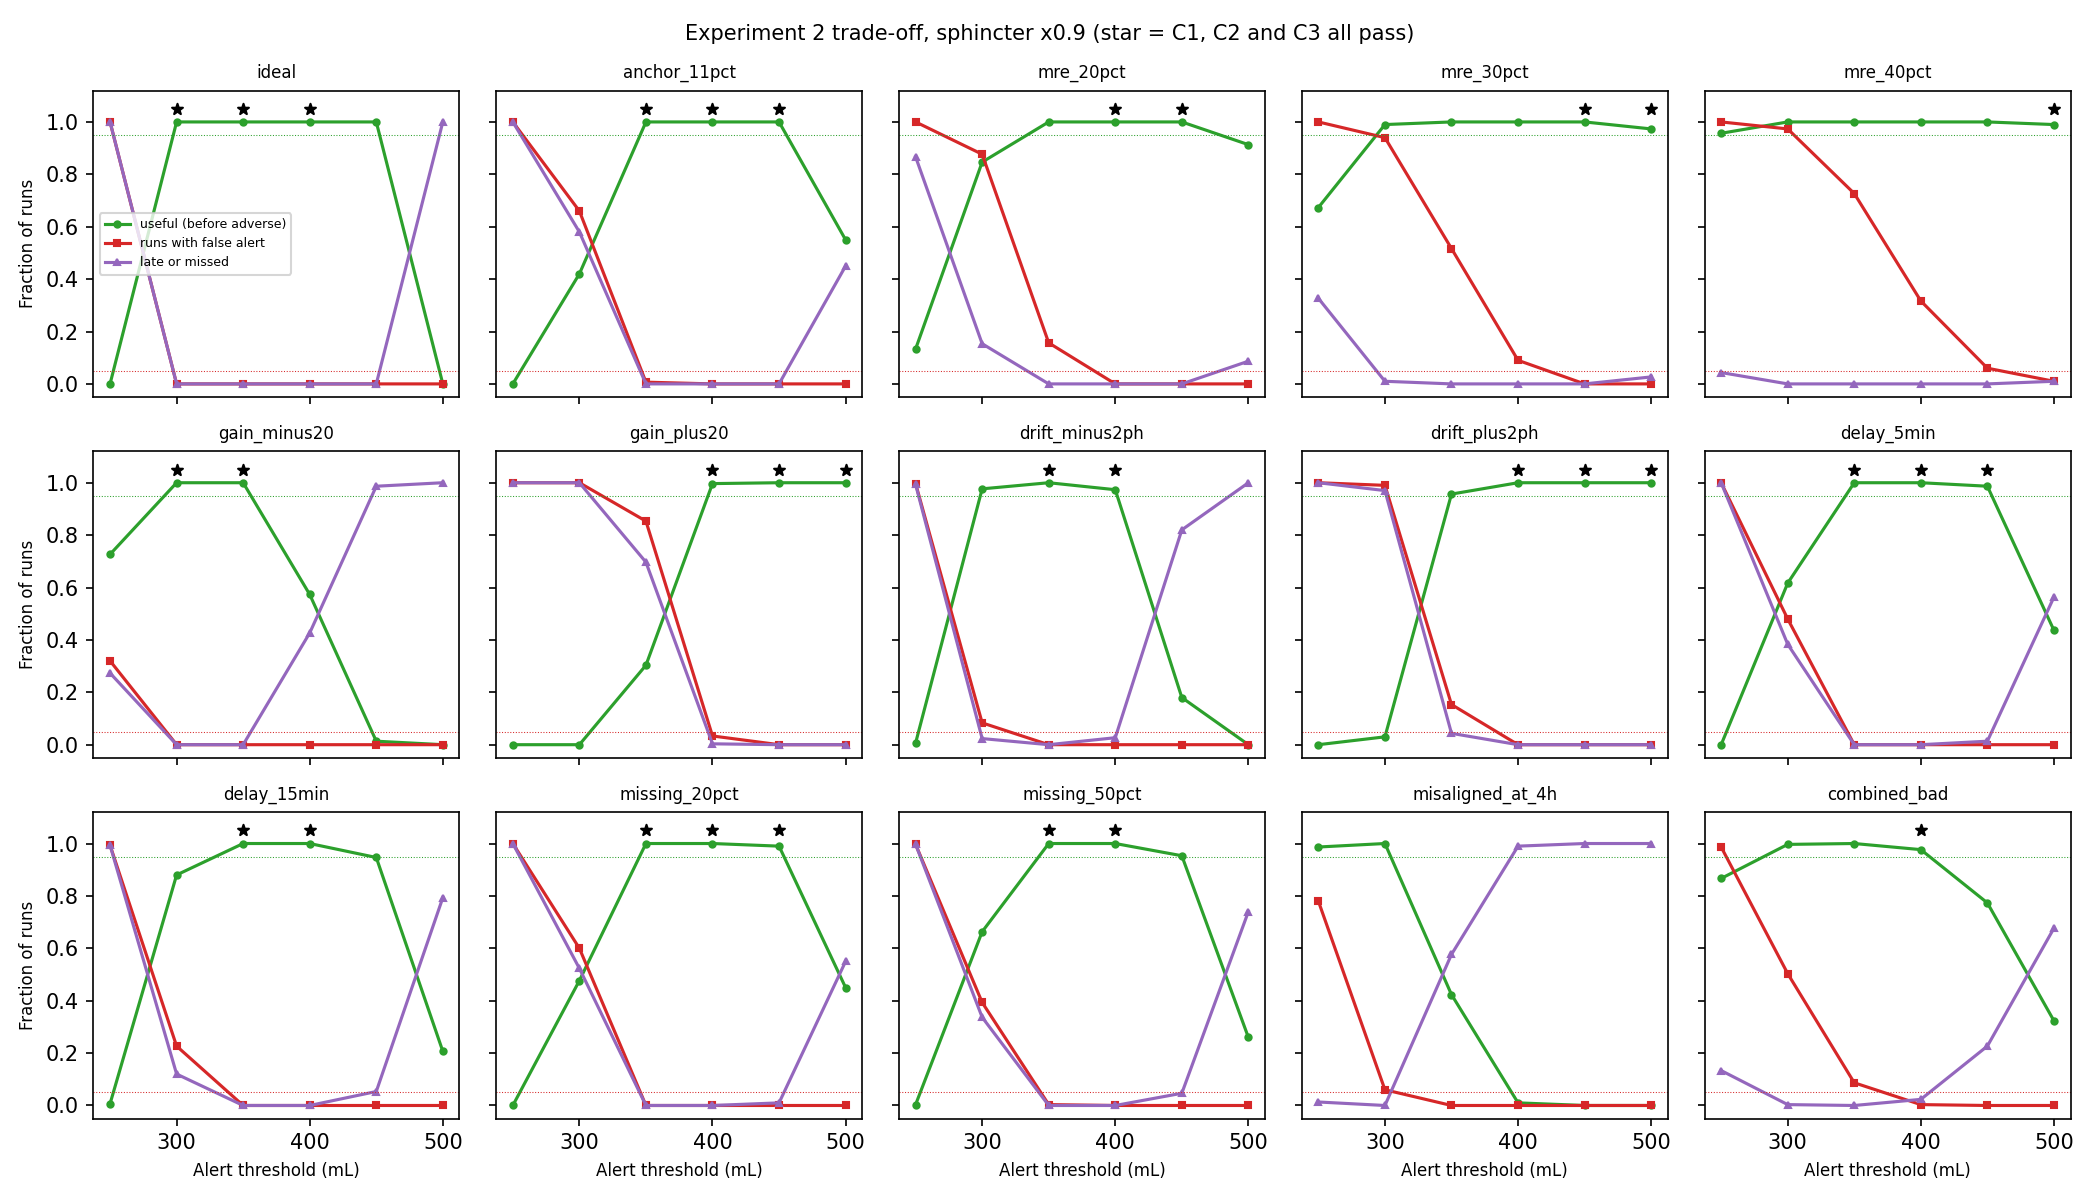 Experiment 2 trade-off, sphincter x0.9 (star = C1, C2 and C3 all pass)
ideal
anchor_11pct
mre_20pct
mre_30pct
mre_40pct
Fraction of runs
1.0
0.8
0.6
0.4
0.2
0.0
useful (before adverse)
runs with false alert
late or missed
gain_minus20
gain_plus20
drift_minus2ph
drift_plus2ph
delay_5min
Fraction of runs
1.0
0.8
0.6
0.4
0.2
0.0
delay_15min
missing_20pct
missing_50pct
misaligned_at_4h
combined_bad
Fraction of runs
1.0
0.8
0.6
0.4
0.2
0.0
300 400 500
300 400 500
300 400 500
300 400 500
300 400 500
Alert threshold (mL)
Alert threshold (mL)
Alert threshold (mL)
Alert threshold (mL)
Alert threshold (mL)